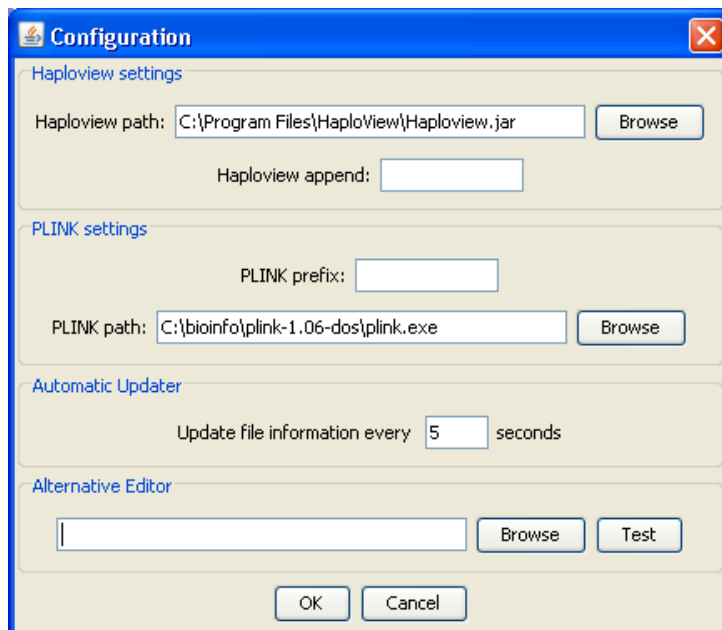 Configuration
Haploview settings
Haploview path: C:\Program Files\HaploView\Haploview.jar Browse
Haploview append:
PLINK settings
PLINK prefix:
PLINK path: C:\bioinfo\plink-1.06-dos\plink.exe Browse
Automatic Updater
Update file information every 5 seconds
Alternative Editor
Browse Test
OK Cancel